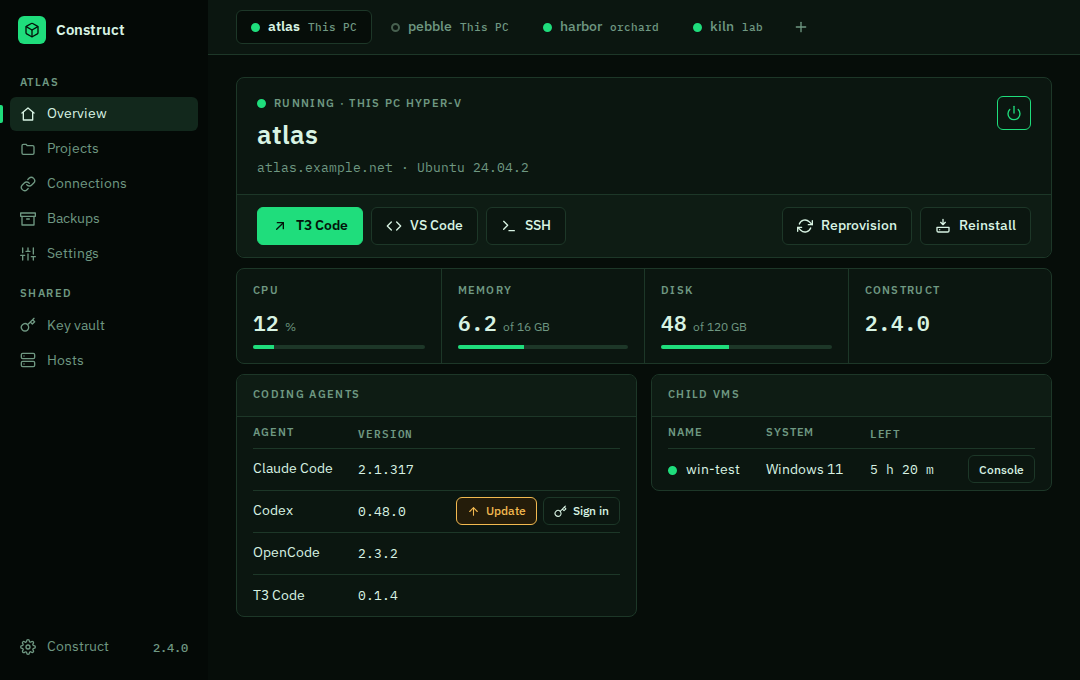 Construct
atlas This PC
pebble This PC
harbor orchard
kiln lab
ATLAS
Overview
Projects
Connections
Backups
Settings
SHARED
Key vault
Hosts
Construct 2.4.0
RUNNING · THIS PC HYPER-V
atlas
atlas.example.net · Ubuntu 24.04.2
T3 Code
VS Code
SSH
Reprovision
Reinstall
CPU
12 %
MEMORY
6.2 of 16 GB
DISK
48 of 120 GB
CONSTRUCT
2.4.0
CODING AGENTS
AGENT VERSION
Claude Code 2.1.317
Codex 0.48.0 Update Sign in
OpenCode 2.3.2
T3 Code 0.1.4
CHILD VMS
NAME SYSTEM LEFT
win-test Windows 11 5 h 20 m Console